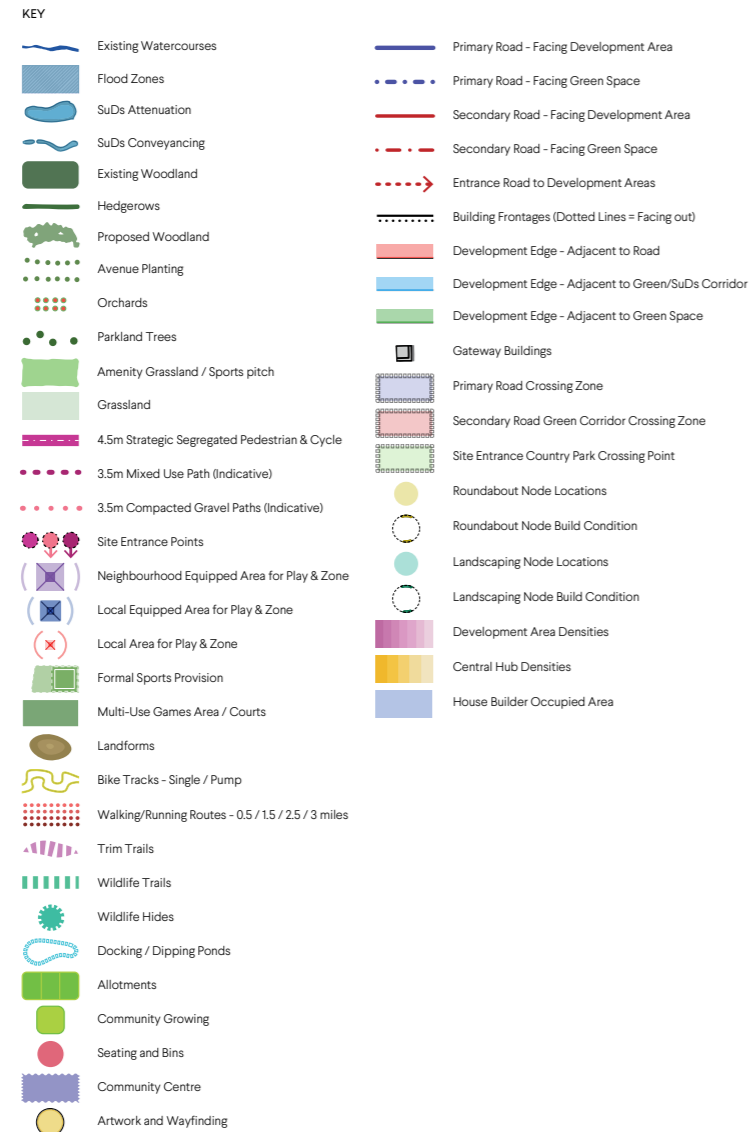 KEY
Existing Watercourses
Flood Zones
SuDs Attenuation
SuDs Conveyancing
Existing Woodland
Hedgerows
Proposed Woodland
Avenue Planting
Orchards
Parkland Trees
Amenity Grassland / Sports pitch
Grassland
4.5m Strategic Segregated Pedestrian & Cycle
3.5m Mixed Use Path (Indicative)
3.5m Compacted Gravel Paths (Indicative)
Site Entrance Points
Neighbourhood Equipped Area for Play & Zone
Local Equipped Area for Play & Zone
Local Area for Play & Zone
Formal Sports Provision
Multi-Use Games Area / Courts
Landforms
Bike Tracks - Single / Pump
Walking/Running Routes - 0.5 / 1.5 / 2.5 / 3 miles
Trim Trails
Wildlife Trails
Wildlife Hides
Docking / Dipping Ponds
Allotments
Community Growing
Seating and Bins
Community Centre
Artwork and Wayfinding
Primary Road - Facing Development Area
Primary Road - Facing Green Space
Secondary Road - Facing Development Area
Secondary Road - Facing Green Space
Entrance Road to Development Areas
Building Frontages (Dotted Lines = Facing out)
Development Edge - Adjacent to Road
Development Edge - Adjacent to Green/SuDs Corridor
Development Edge - Adjacent to Green Space
Gateway Buildings
Primary Road Crossing Zone
Secondary Road Green Corridor Crossing Zone
Site Entrance Country Park Crossing Point
Roundabout Node Locations
Roundabout Node Build Condition
Landscaping Node Locations
Landscaping Node Build Condition
Development Area Densities
Central Hub Densities
House Builder Occupied Area